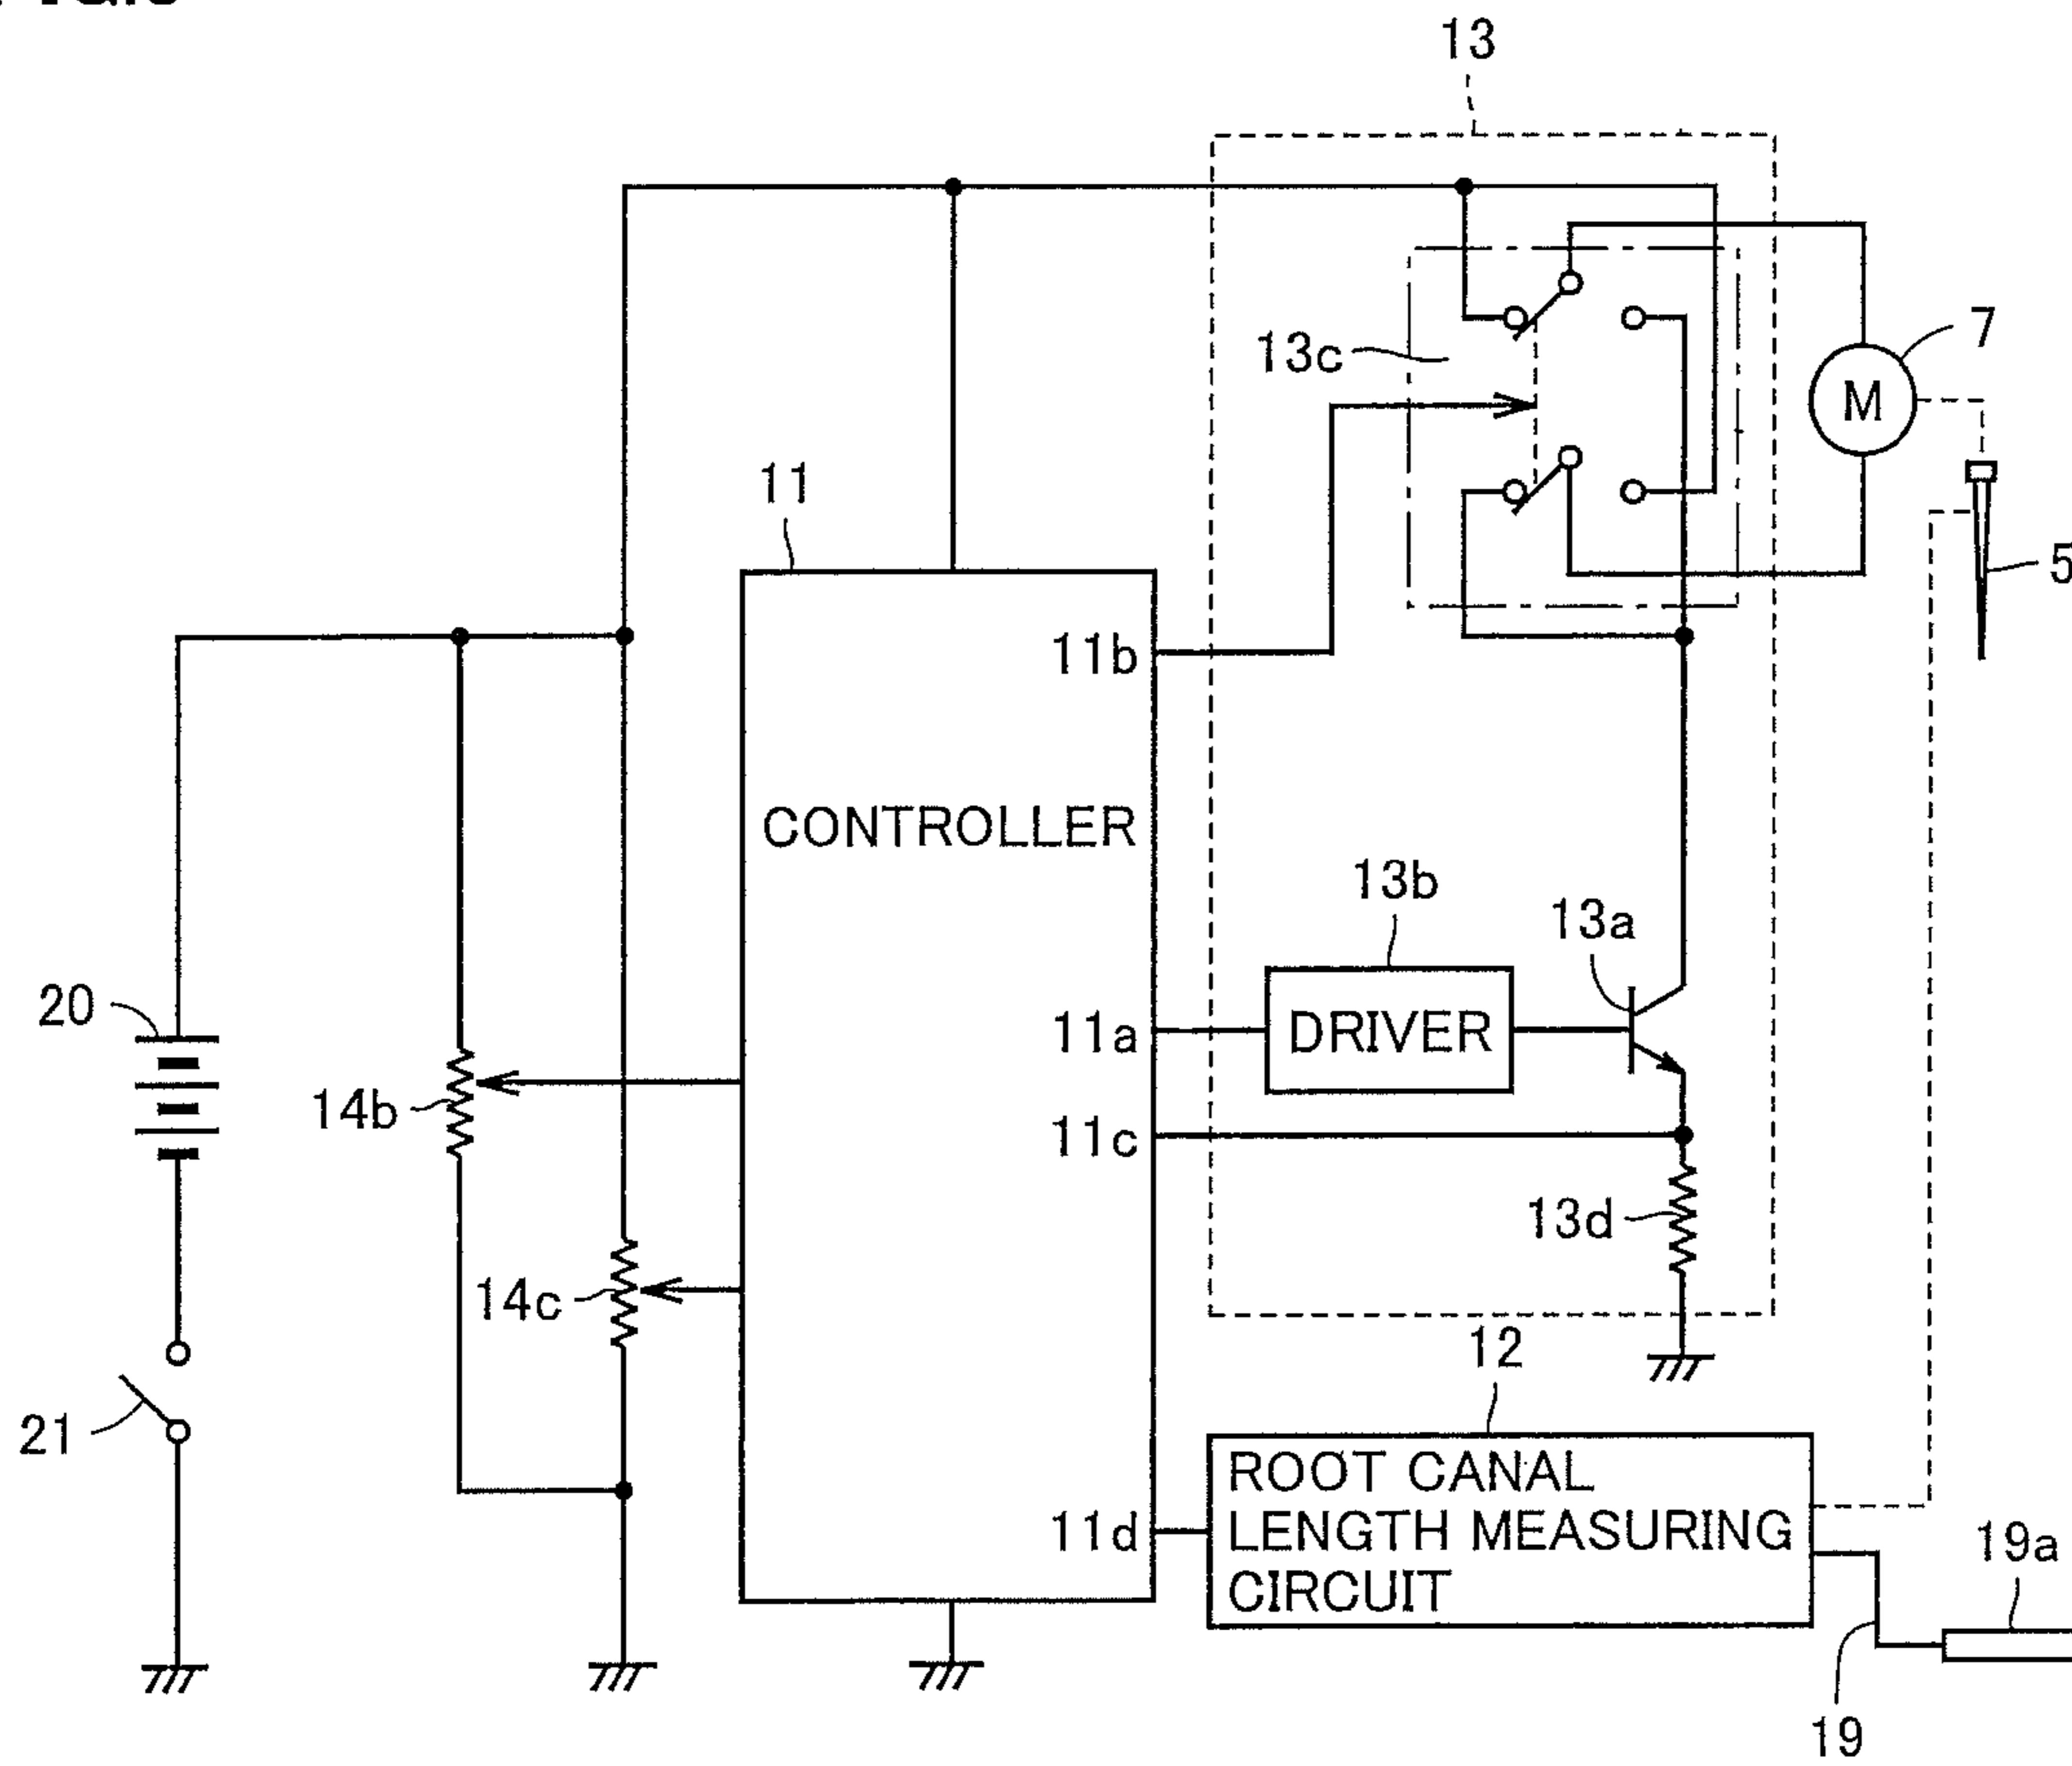 13
13c
7
M
11
5
11b
CONTROLLER
13b
13a
20
11a
DRIVER
14b
11c
13d
14c
12
21
ROOT CANAL
LENGTH MEASURING
CIRCUIT
11d
19a
19